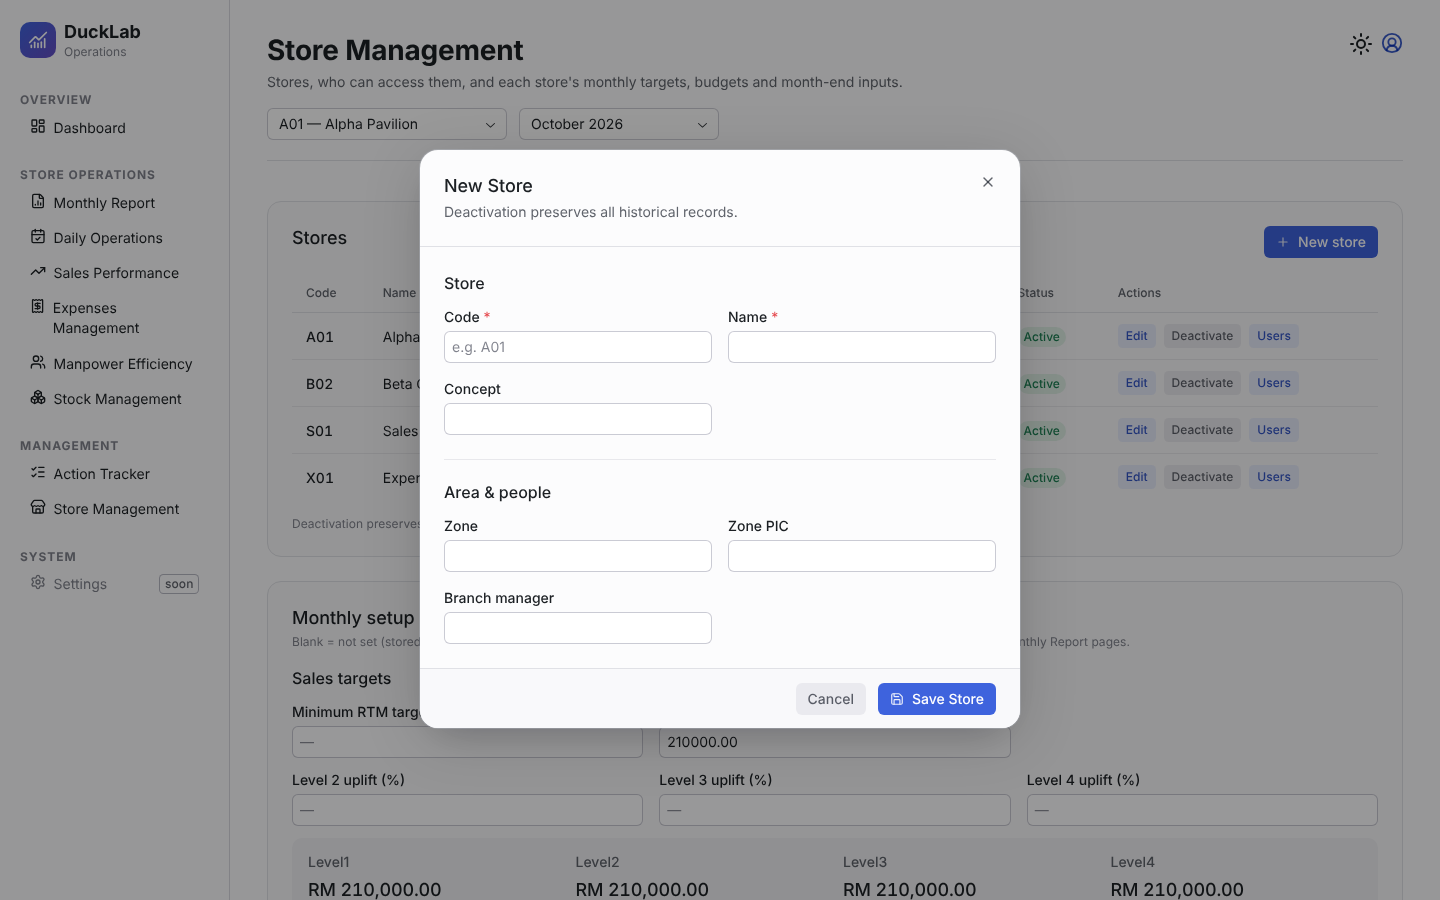 DuckLab
Operations
OVERVIEW
Dashboard
STORE OPERATIONS
Monthly Report
Daily Operations
Sales Performance
Expenses
Management
Manpower Efficiency
Stock Management
MANAGEMENT
Action Tracker
Store Management
SYSTEM
Settings soon
Store Management
Stores, who can access them, and each store's monthly targets, budgets and month-end inputs.
A01 — Alpha Pavilion October 2026
Stores
New store
Code Name Status Actions
A01 Alpha Active Edit Deactivate Users
B02 Beta Active Edit Deactivate Users
S01 Sales Active Edit Deactivate Users
X01 Active Edit Deactivate Users
Deactivation preserves
New Store
Deactivation preserves all historical records.
Store
Code * Name *
e.g. A01
Concept
Area & people
Zone Zone PIC
Branch manager
Cancel Save Store
Monthly setup
Blank = not set (stored Monthly Report pages.
Sales targets
Minimum RTM
— 210000.00
Level 2 uplift (%) Level 3 uplift (%) Level 4 uplift (%)
— — —
Level1 Level2 Level3 Level4
RM 210,000.00 RM 210,000.00 RM 210,000.00 RM 210,000.00